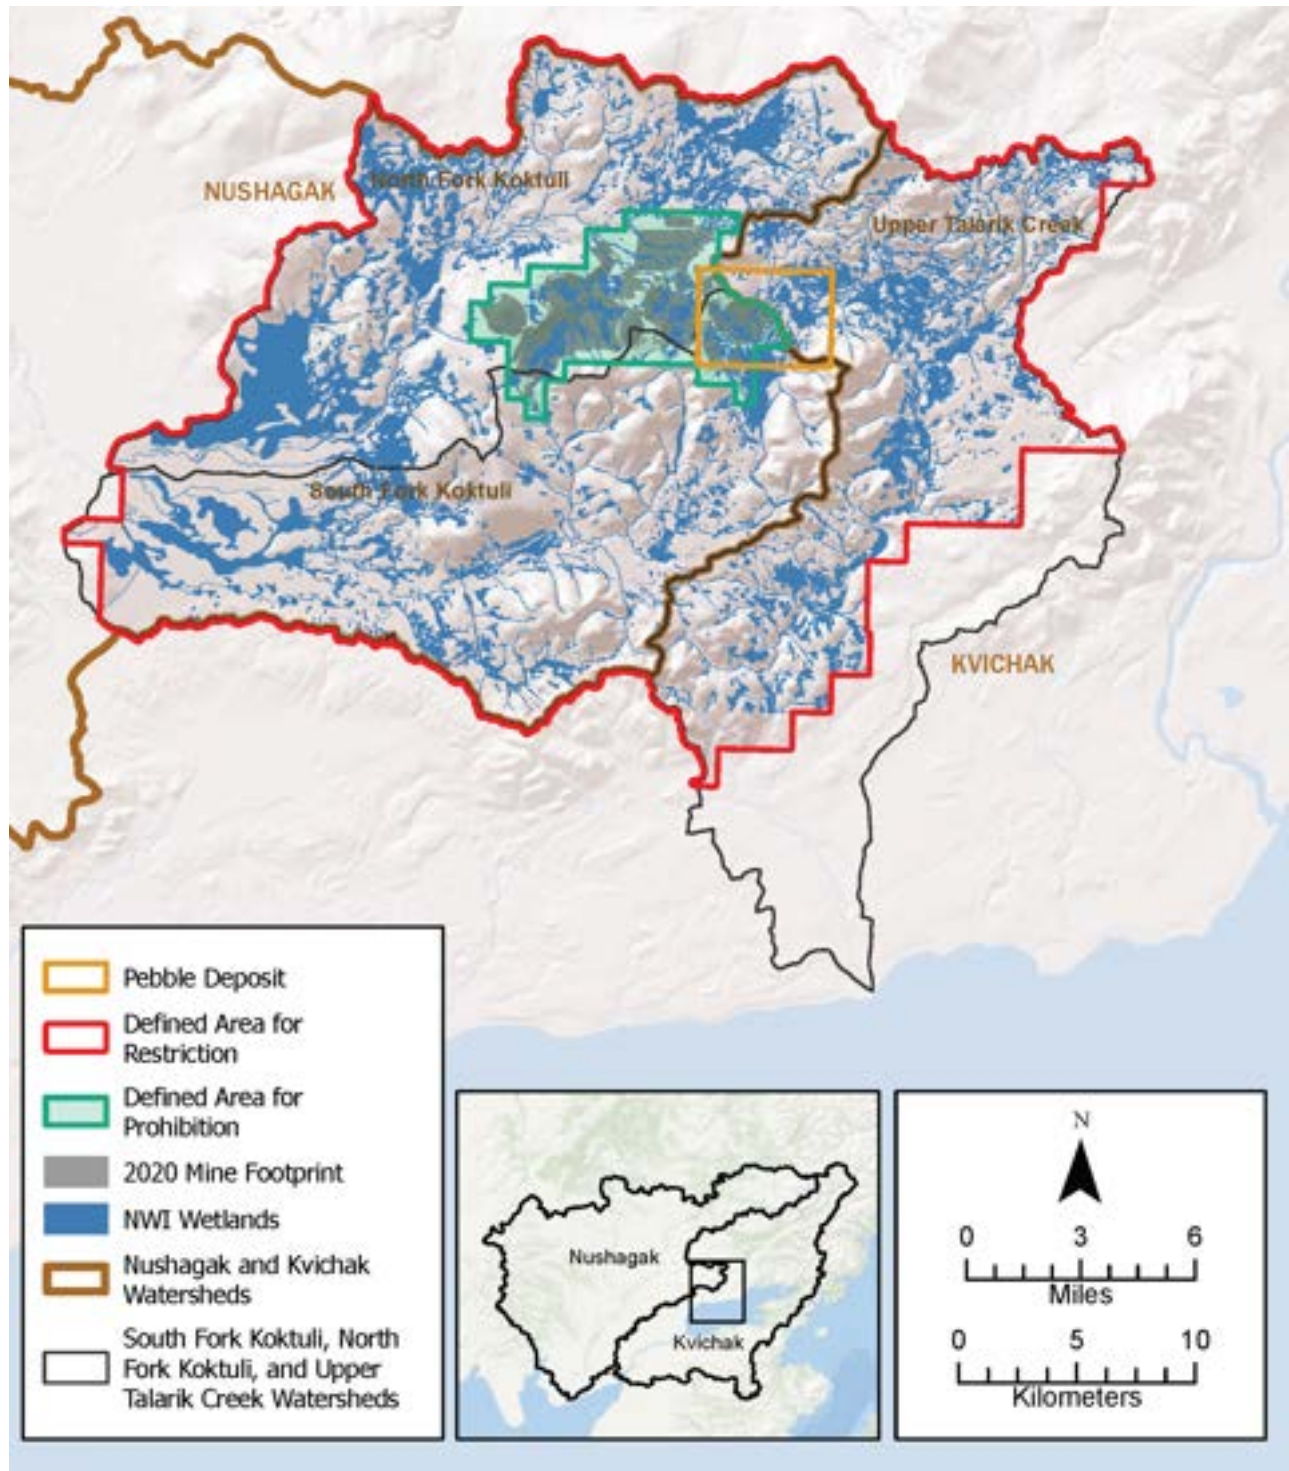 North Fork Koktuli
NUSHAGAK
Upper Talarik Creek
South Fork Koktuli
KVICHAK
Pebble Deposit
Defined Area for
Restriction
Defined Area for
Prohibition
2020 Mine Footprint
NWI Wetlands
Nushagak and Kvichak
Watersheds
South Fork Koktuli, North
Fork Koktuli, and Upper
Talarik Creek Watersheds
Nushagak
Kvichak
N
0 3 6
Miles
0 5 10
Kilometers